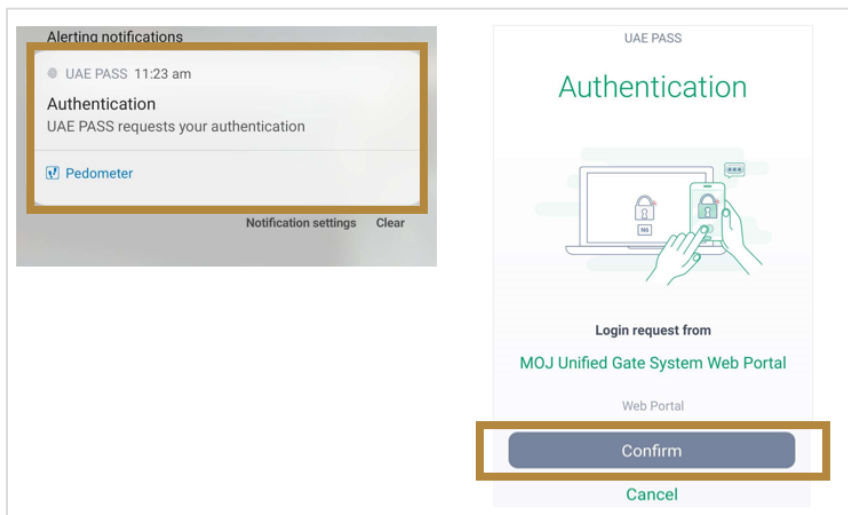 Alerting notifications
UAE PASS 11:23 am
Authentication
UAE PASS requests your authentication
Pedometer
Notification settings Clear
UAE PASS
Authentication
Login request from
MOJ Unified Gate System Web Portal
Web Portal
Confirm
Cancel